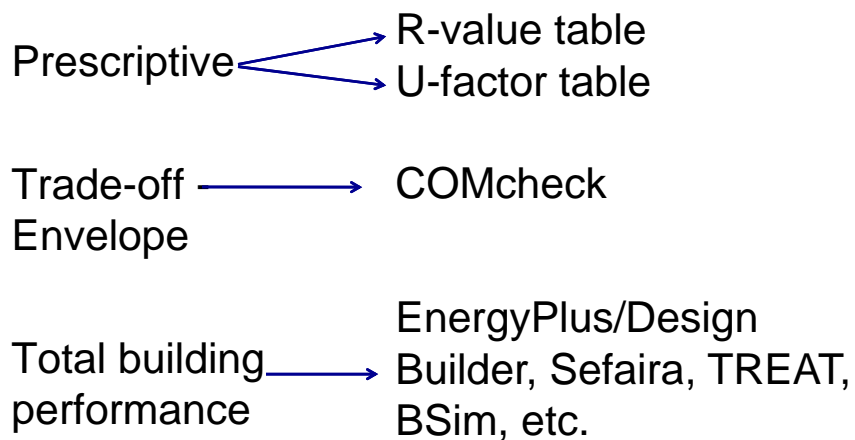 Prescriptive
R-value table
U-factor table
Trade-off -
Envelope
COMcheck
Total building
performance
EnergyPlus/Design
Builder, Sefaira, TREAT,
BSim, etc.